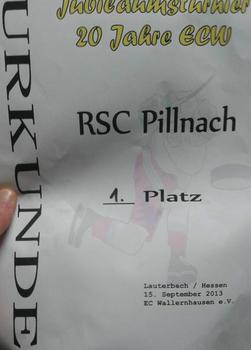 Jubiläumsturnier
20 Jahre ECW
URKUNDE
RSC Pillnach
1. Platz
Lauterbach / Hessen
15. September 2013
EC Wallernhausen e.V.